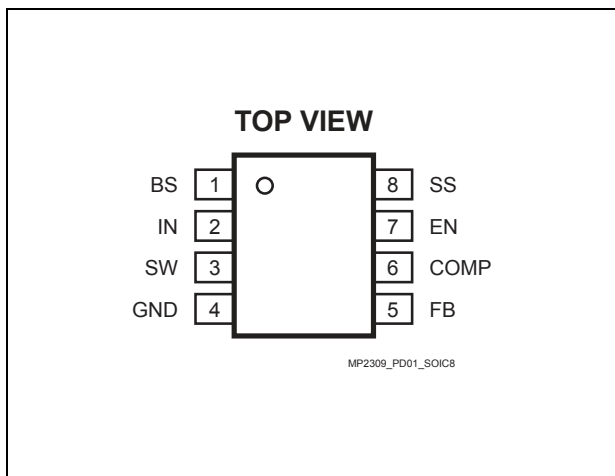 TOP VIEW
BS 1 8 SS
IN 2 7 EN
SW 3 6 COMP
GND 4 5 FB
MP2309_PD01_SOIC8